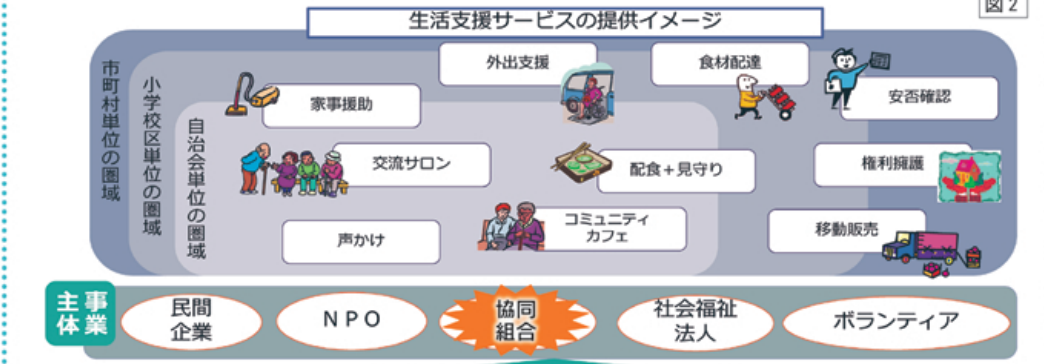 図2
生活支援サービスの提供イメージ
市町村単位の圏域
小学校区単位の圏域
自治会単位の圏域
外出支援
食材配達
家事援助
安否確認
交流サロン
配食+見守り
権利擁護
声かけ
コミュニティ
カフェ
移動販売
事業
主体
民間
企業
NPO
協同
組合
社会福祉
法人
ボランティア